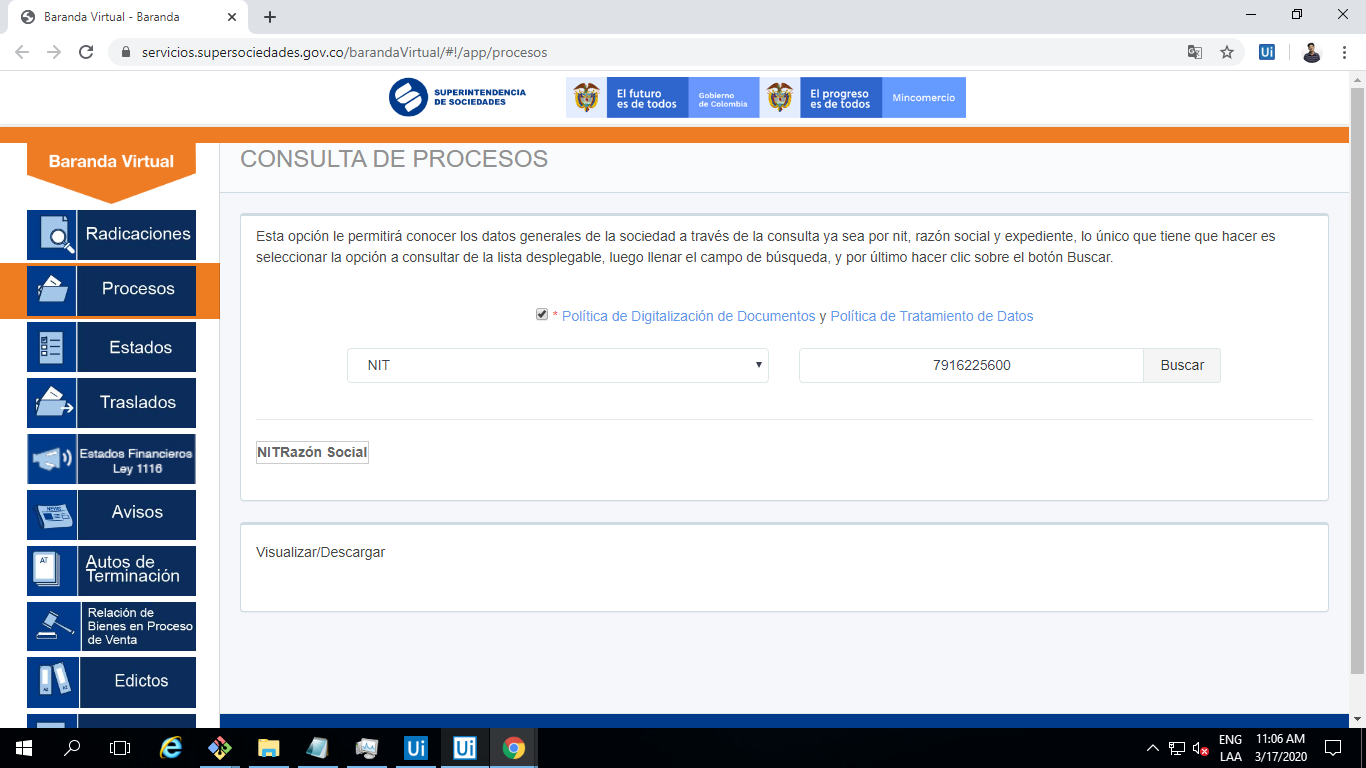 Baranda Virtual - Baranda
servicios.supersociedades.gov.co/barandaVirtual/#!/app/procesos
Ui
SUPERINTENDENCIA
DE SOCIEDADES
El futuro
es de todos
Gobierno
de Colombia
El progreso
es de todos
Mincomercio
Baranda Virtual
Radicaciones
Procesos
Estados
Traslados
Estados Financieros
Ley 1116
Avisos
AT
Autos de
Terminación
Relación de
Bienes en Proceso
de Venta
Edictos
CONSULTA DE PROCESOS
Esta opción le permitirá conocer los datos generales de la sociedad a través de la consulta ya sea por nit, razón social y expediente, lo único que tiene que hacer es
seleccionar la opción a consultar de la lista desplegable, luego llenar el campo de búsqueda, y por último hacer clic sobre el botón Buscar.
* Política de Digitalización de Documentos y Política de Tratamiento de Datos
NIT
7916225600
Buscar
NITRazón Social
Visualizar/Descargar
Ui
Ui
ENG
LAA
11:06 AM
3/17/2020